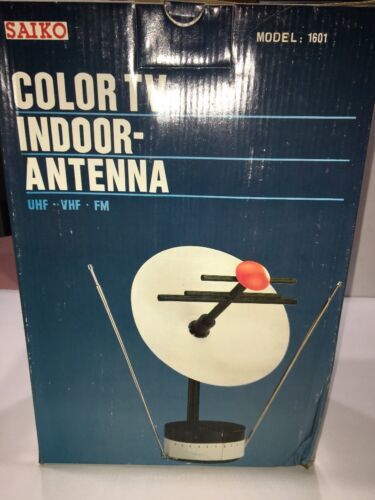 SAIKO
MODEL: 1601
COLOR TV
INDOOR-
ANTENNA
UHF · VHF · FM